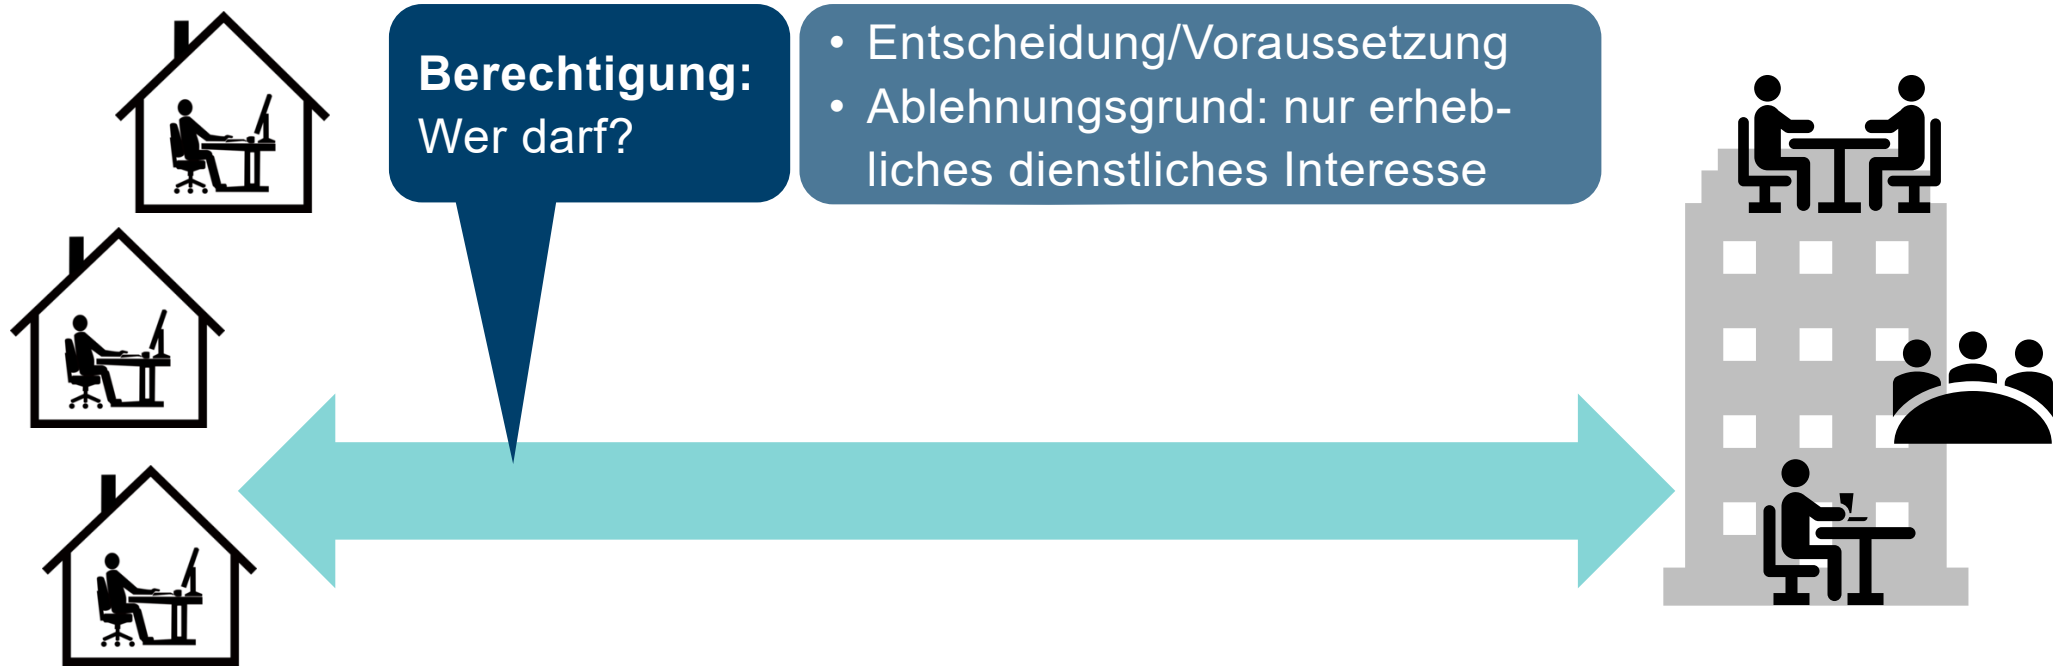 Berechtigung:
Wer darf?
• Entscheidung/Voraussetzung
• Ablehnungsgrund: nur erheb-
liches dienstliches Interesse